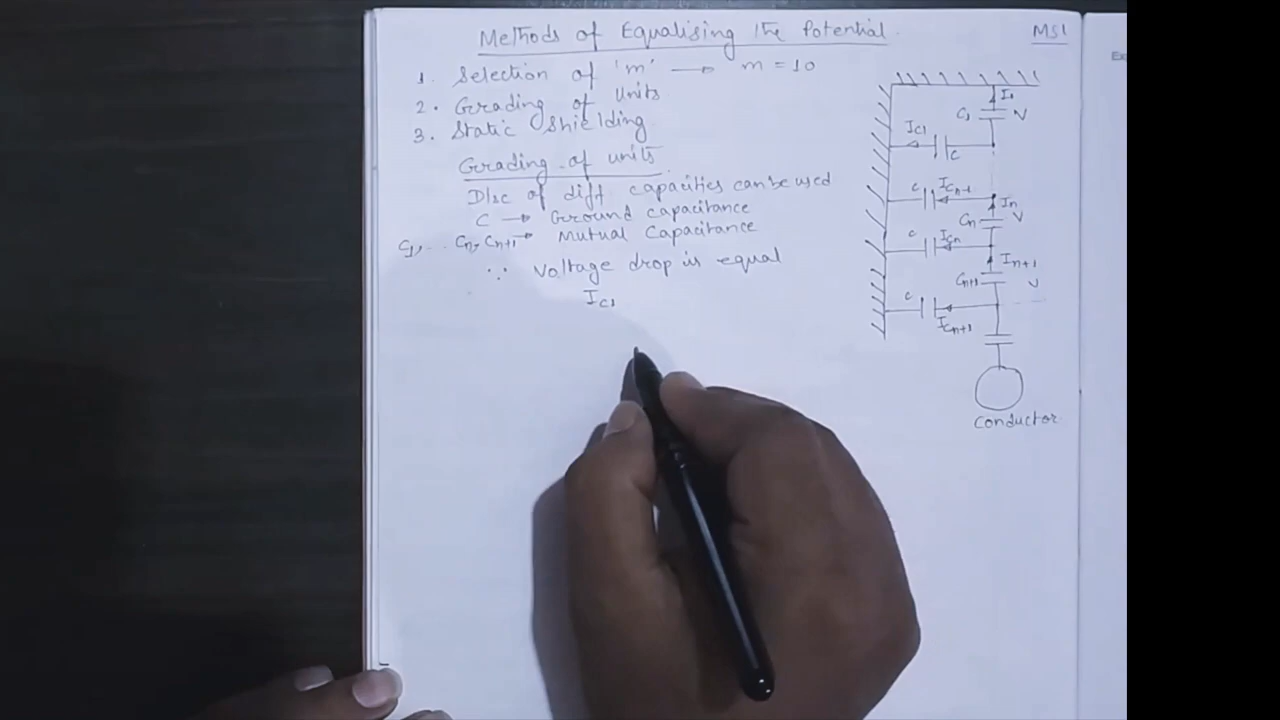 Methods of Equalising the Potential.
MS1
1. Selection of 'm' → m = 10
2. Grading of Units
3. Static Shielding
Grading of units
Disc of diff capacities can be used
C → Ground capacitance
C1, ... Cn, Cn+1 → Mutual Capacitance
∵ Voltage drop is equal
IC1
I1
C1
V
IC1
C
C
ICn-1
In
Cn
V
C
ICn
In+1
Cn+1
V
C
ICn+1
Conductor